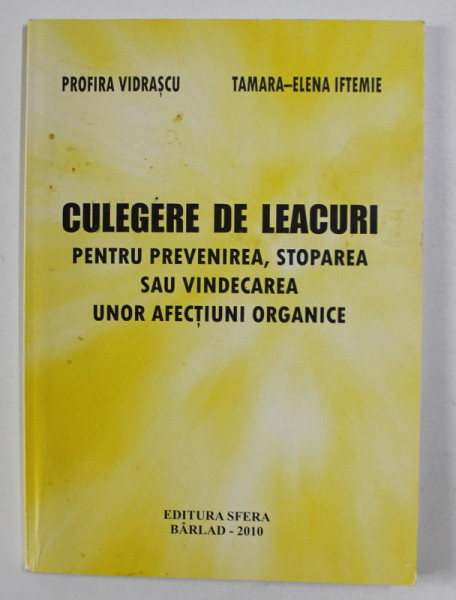 PROFIRA VIDRAȘCU TAMARA–ELENA IFTEMIE
CULEGERE DE LEACURI
PENTRU PREVENIREA, STOPAREA
SAU VINDECAREA
UNOR AFECȚIUNI ORGANICE
EDITURA SFERA
BÂRLAD - 2010